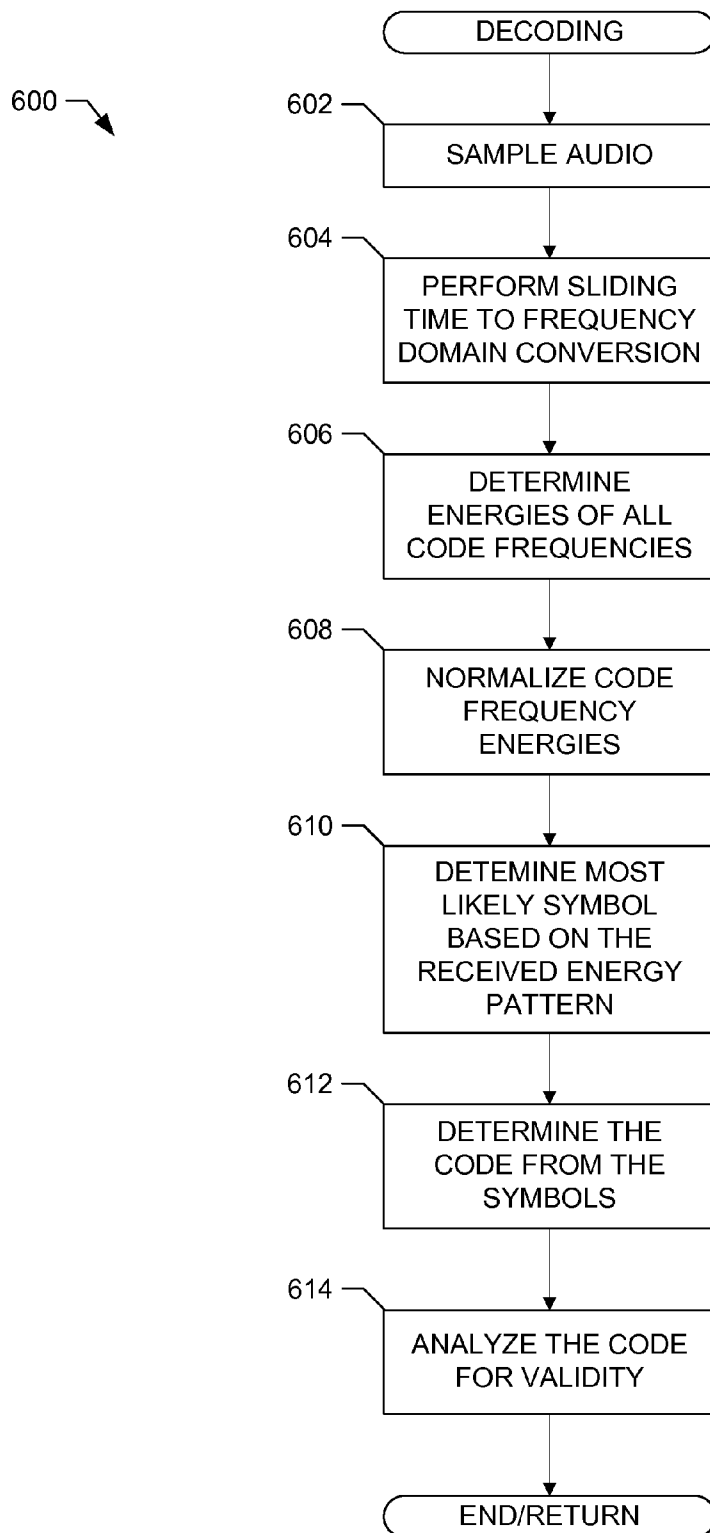 DECODING
600
602
SAMPLE AUDIO
604
PERFORM SLIDING
TIME TO FREQUENCY
DOMAIN CONVERSION
606
DETERMINE
ENERGIES OF ALL
CODE FREQUENCIES
608
NORMALIZE CODE
FREQUENCY
ENERGIES
610
DETEMINE MOST
LIKELY SYMBOL
BASED ON THE
RECEIVED ENERGY
PATTERN
612
DETERMINE THE
CODE FROM THE
SYMBOLS
614
ANALYZE THE CODE
FOR VALIDITY
END/RETURN